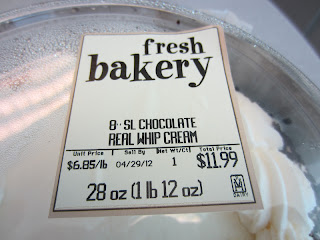 fresh
bakery
8" SL CHOCOLATE
REAL WHIP CREAM
Unit Price Sell By Net Wt/Ct Total Price
$6.85/lb 04/29/12 1 $11.99
28 oz (1 lb 12 oz)
DAIRY